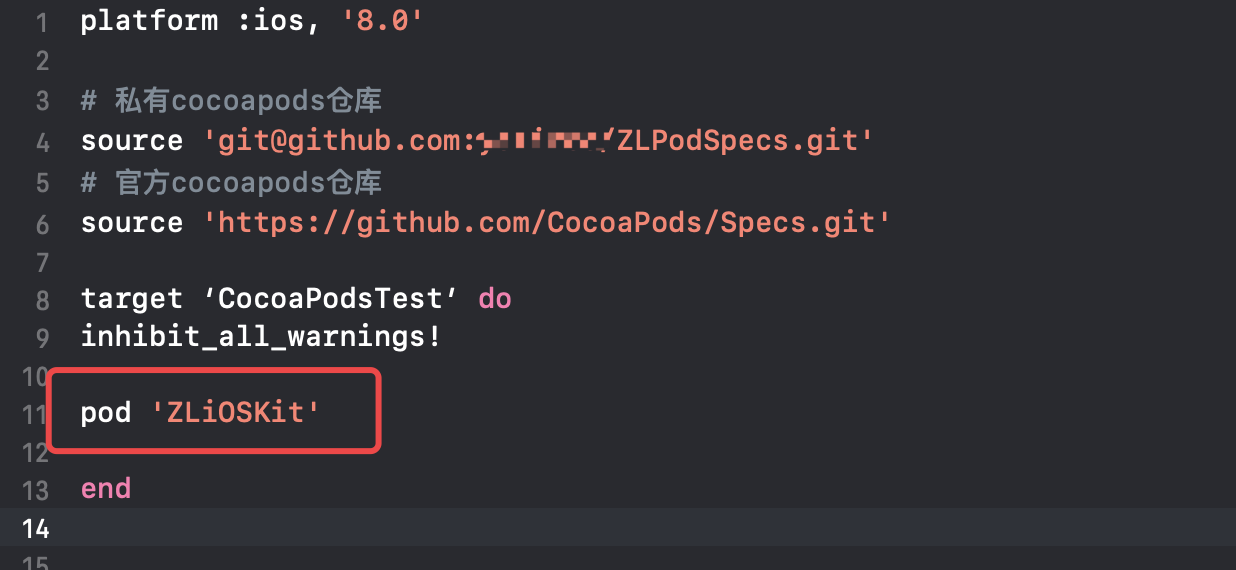 1 platform :ios, '8.0'
2
3 # 私有cocoapods仓库
4 source 'git@github.com: /ZLPodSpecs.git'
5 # 官方cocoapods仓库
6 source 'https://github.com/CocoaPods/Specs.git'
7
8 target ‘CocoaPodsTest’ do
9 inhibit_all_warnings!
10
11 pod 'ZLiOSKit'
12
13 end
14
15